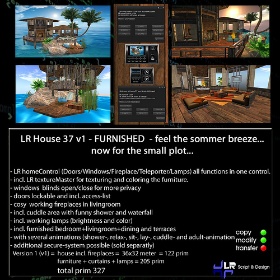 LR House 37 v1 - FURNISHED - feel the sommer breeze...
now for the small plot...
- LR homeControl (Doors/Windows/Fireplace/Teleporter/Lamps) all functions in one control.
- incl. LR textureMaster for texturing and coloring the furniture.
- windows blinds open/close for more privacy
- doors lockable and incl. access-list
- cosy working fireplaces in livingroom
- incl. cuddle area with funny shower and waterfall
- incl. working lamps (brightness and color)
- incl. furnished bedroom+livingroom+dining and terraces
- with several animations (shower-, relax-, sit-, lay-, cuddle- and adult-animation
- additional secure-system possible (sold separatly)
Version 1 (v1) = house incl. fireplaces = 36x32 meter = 122 prim
furniture + curtains + lamps = 205 prim
total prim 327
copy
modify
transfer
LR Script & Design